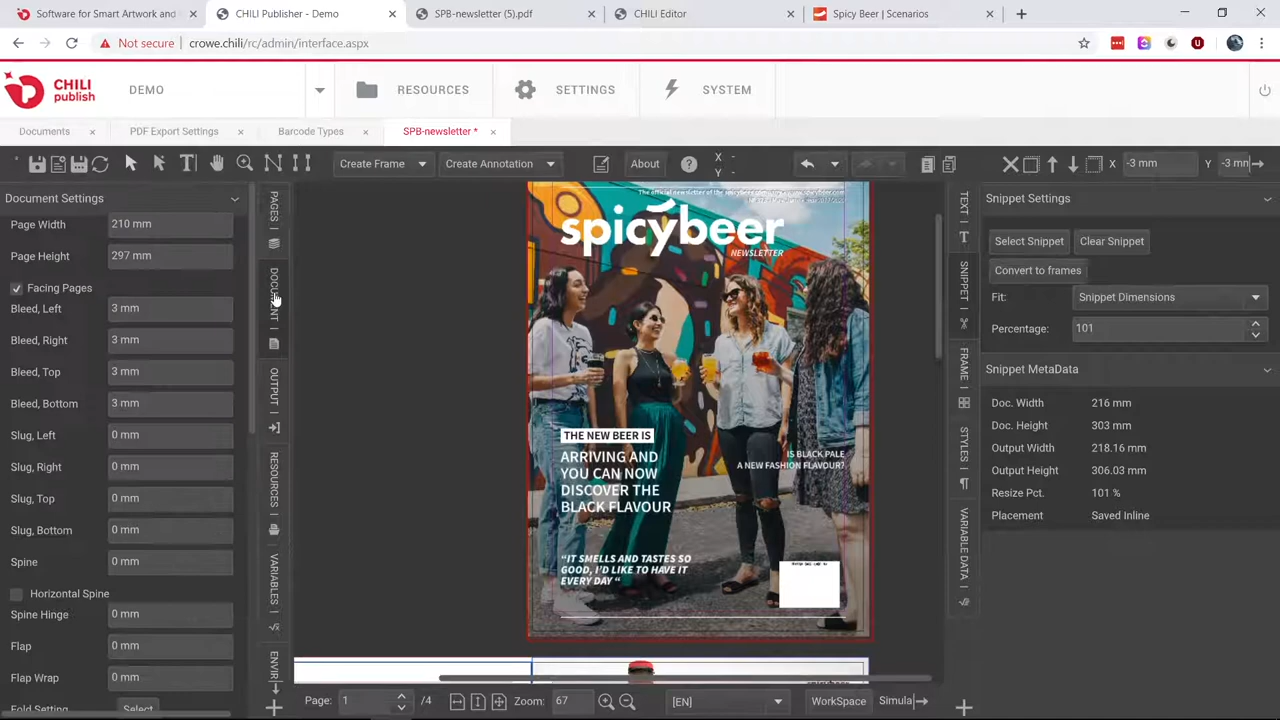 Software for Smart Artwork and
CHILI Publisher - Demo
SPB-newsletter (5).pdf
CHILI Editor
Spicy Beer | Scenarios
Not secure
crowe.chili/rc/admin/interface.aspx
CHILI
publish
DEMO
RESOURCES
SETTINGS
SYSTEM
Documents
PDF Export Settings
Barcode Types
SPB-newsletter *
Create Frame
Create Annotation
About
X -
Y -
X -3 mm
Y -3 mm
Document Settings
Page Width 210 mm
Page Height 297 mm
Facing Pages
Bleed, Left 3 mm
Bleed, Right 3 mm
Bleed, Top 3 mm
Bleed, Bottom 3 mm
Slug, Left 0 mm
Slug, Right 0 mm
Slug, Top 0 mm
Slug, Bottom 0 mm
Spine 0 mm
Horizontal Spine
Spine Hinge 0 mm
Flap 0 mm
Flap Wrap 0 mm
Fold Setting Select
PAGES
DOCUMENT
OUTPUT
RESOURCES
VARIABLES
ENVIR
spicybeer
NEWSLETTER
THE NEW BEER IS
ARRIVING AND
YOU CAN NOW
DISCOVER THE
BLACK FLAVOUR
IS BLACK PALE
A NEW FASHION FLAVOUR?
“IT SMELLS AND TASTES SO
GOOD, I’D LIKE TO HAVE IT
EVERY DAY “
Page: 1 /4
Zoom: 67
[EN]
WorkSpace
Simula
TEXT
SNIPPET
FRAME
STYLES
VARIABLE DATA
Snippet Settings
Select Snippet
Clear Snippet
Convert to frames
Fit: Snippet Dimensions
Percentage: 101
Snippet MetaData
Doc. Width 216 mm
Doc. Height 303 mm
Output Width 218.16 mm
Output Height 306.03 mm
Resize Pct. 101 %
Placement Saved Inline